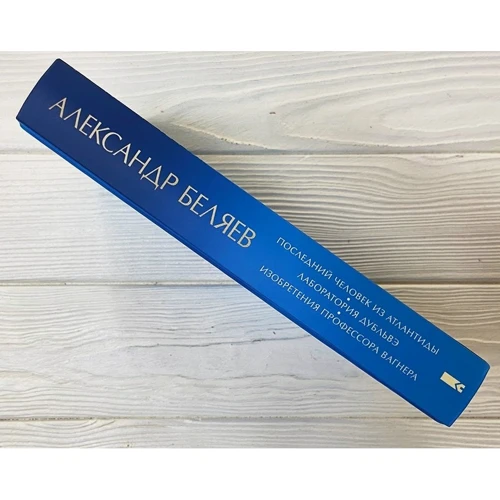 АЛЕКСАНДР БЕЛЯЕВ
ПОСЛЕДНИЙ ЧЕЛОВЕК ИЗ АТЛАНТИДЫ
•
ЛАБОРАТОРИЯ ДУБЛЬВЭ
•
ИЗОБРЕТЕНИЯ ПРОФЕССОРА ВАГНЕРА